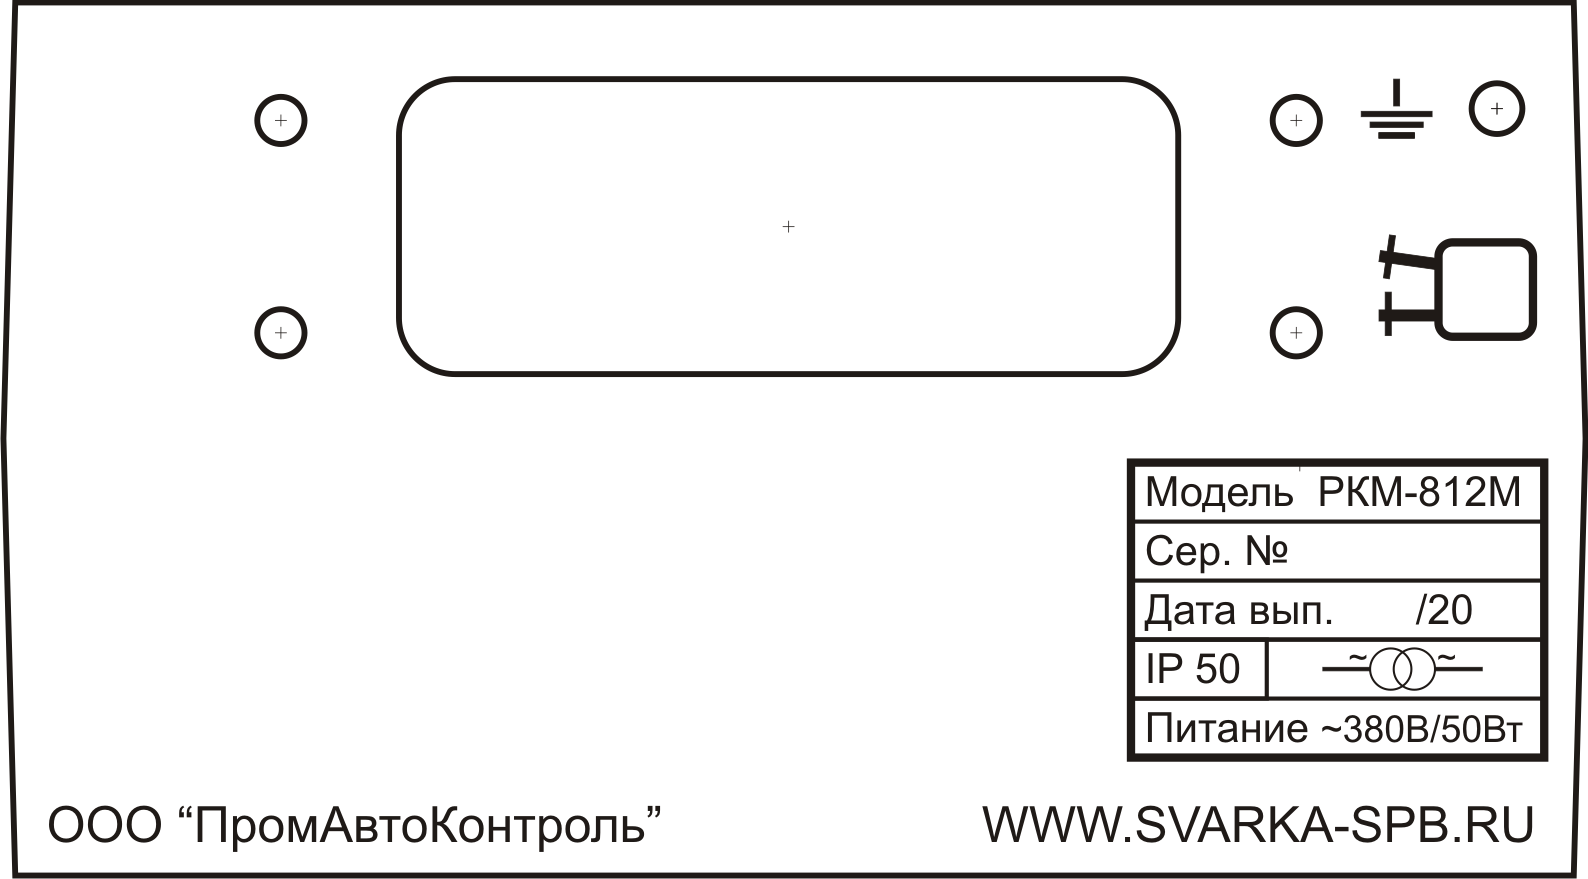 Модель РКМ-812М
Сер. №
Дата вып. /20
IP 50 ~ ~
Питание ~380В/50Вт
ООО “ПромАвтоКонтроль” WWW.SVARKA-SPB.RU